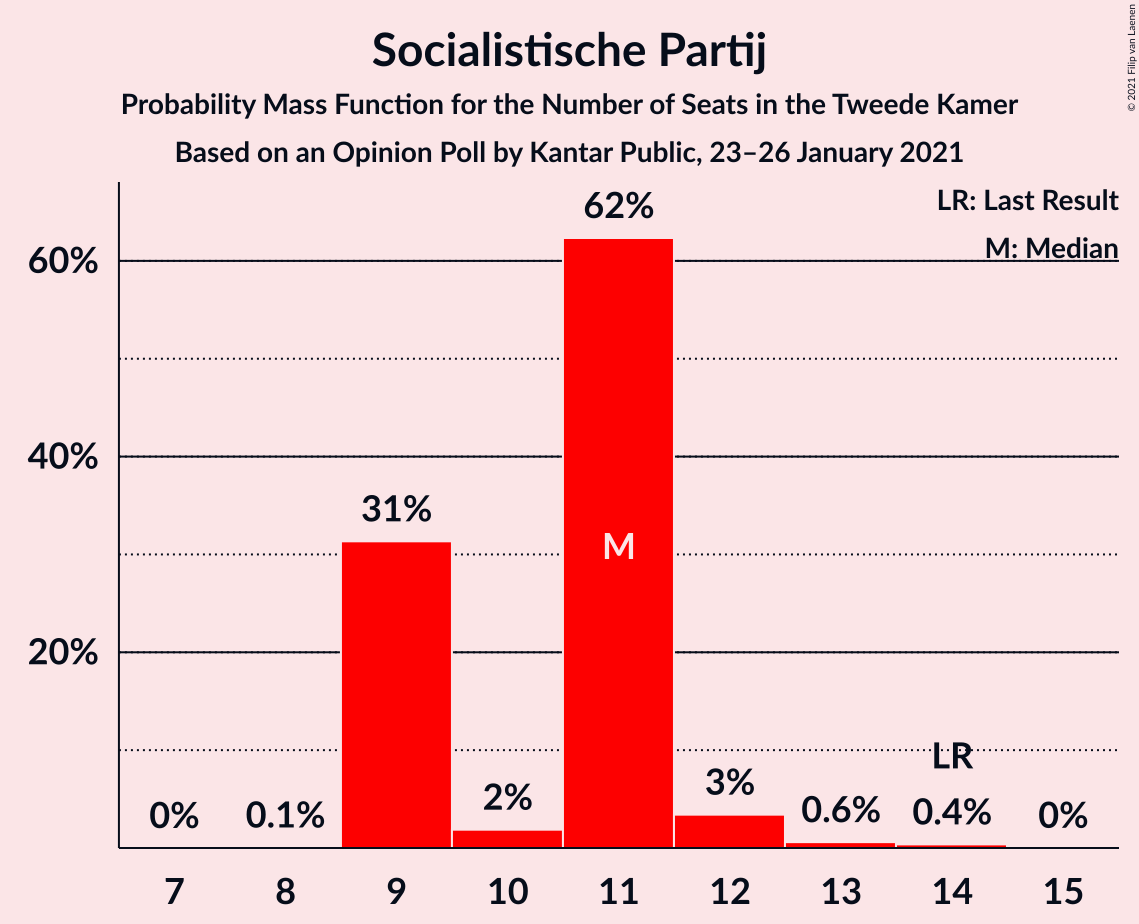 Socialistische Partij
Probability Mass Function for the Number of Seats in the Tweede Kamer
Based on an Opinion Poll by Kantar Public, 23–26 January 2021
© 2021 Filip van Laenen
LR: Last Result
M: Median
60%
40%
20%
0%
0.1%
31%
2%
62%
M
3%
0.6%
LR
0.4%
0%
7 8 9 10 11 12 13 14 15